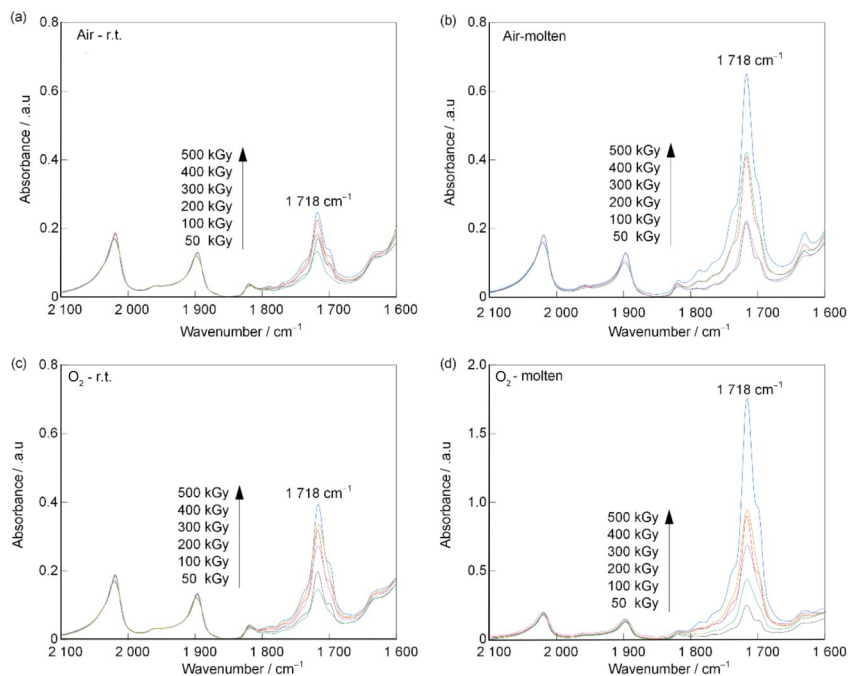 (a)
Air - r.t.
0.8
0.6
0.4
0.2
0
Absorbance / .a.u
500 kGy
400 kGy
300 kGy
200 kGy
100 kGy
50 kGy
1 718 cm⁻¹
2 100 2 000 1 900 1 800 1 700 1 600
Wavenumber / cm⁻¹
(b)
Air-molten
0.8
0.6
0.4
0.2
0
Absorbance / .a.u
500 kGy
400 kGy
300 kGy
200 kGy
100 kGy
50 kGy
1 718 cm⁻¹
2 100 2 000 1 900 1 800 1 700 1 600
Wavenumber / cm⁻¹
(c)
O₂ - r.t.
0.8
0.6
0.4
0.2
0
Absorbance / .a.u
500 kGy
400 kGy
300 kGy
200 kGy
100 kGy
50 kGy
1 718 cm⁻¹
2 100 2 000 1 900 1 800 1 700 1 600
Wavenumber / cm⁻¹
(d)
O₂ - molten
2.0
1.5
1.0
0.5
0
Absorbance / .a.u
500 kGy
400 kGy
300 kGy
200 kGy
100 kGy
50 kGy
1 718 cm⁻¹
2 100 2 000 1 900 1 800 1 700 1 600
Wavenumber / cm⁻¹